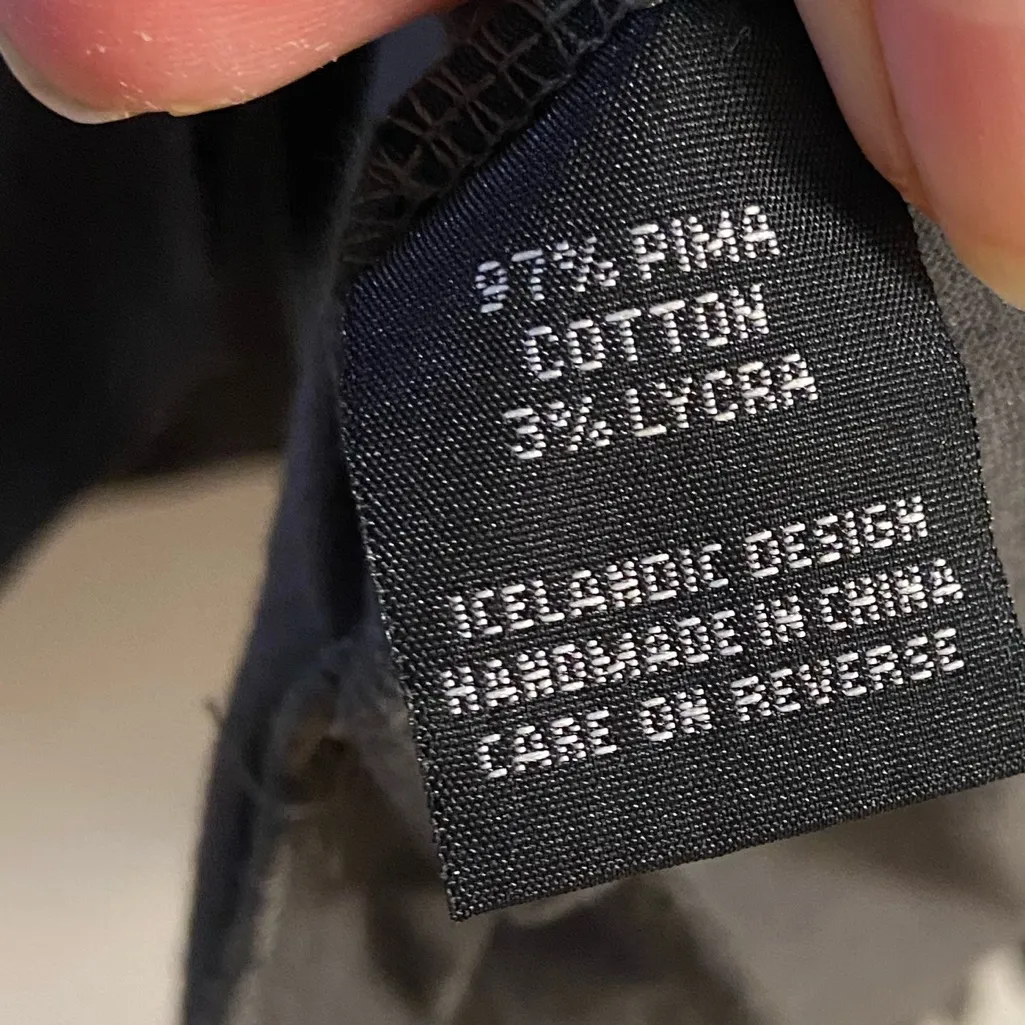 97% PIMA
COTTON
3% LYCRA
ICELANDIC DESIGN
HANDMADE IN CHINA
CARE ON REVERSE